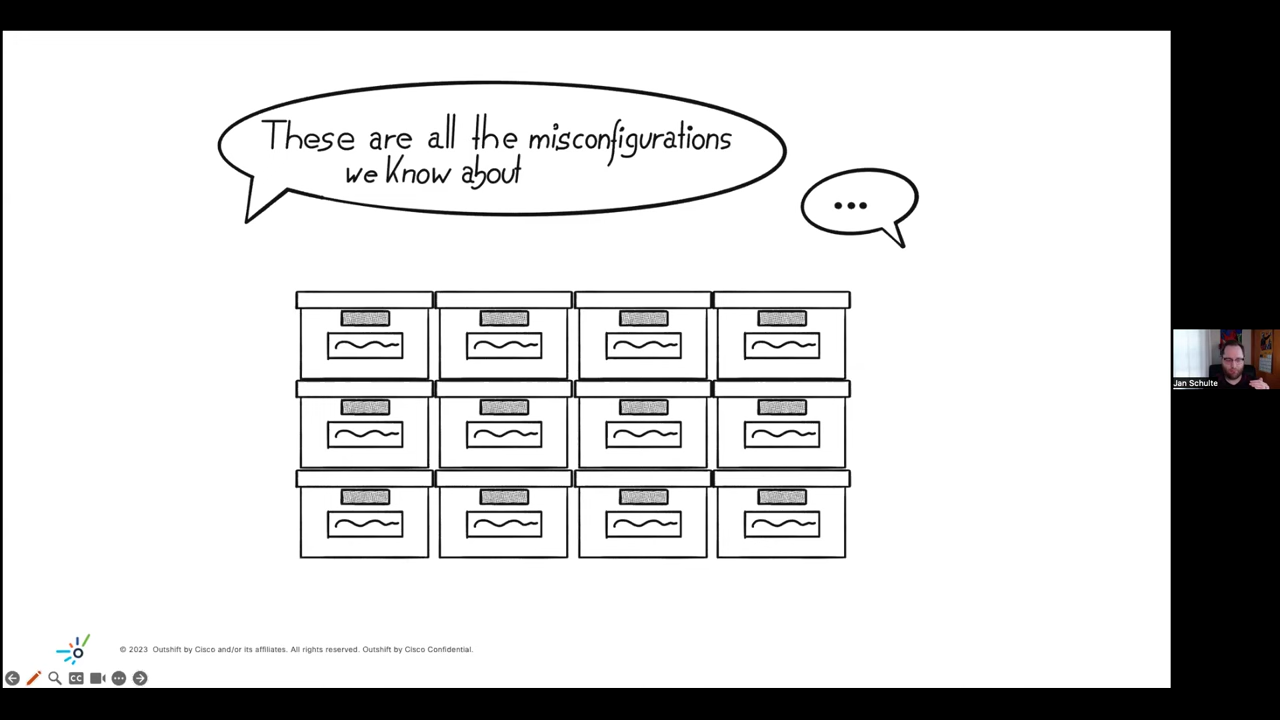 These are all the misconfigurations
we know about
...
Jan Schulte
© 2023 Outshift by Cisco and/or its affiliates. All rights reserved. Outshift by Cisco Confidential.
CC